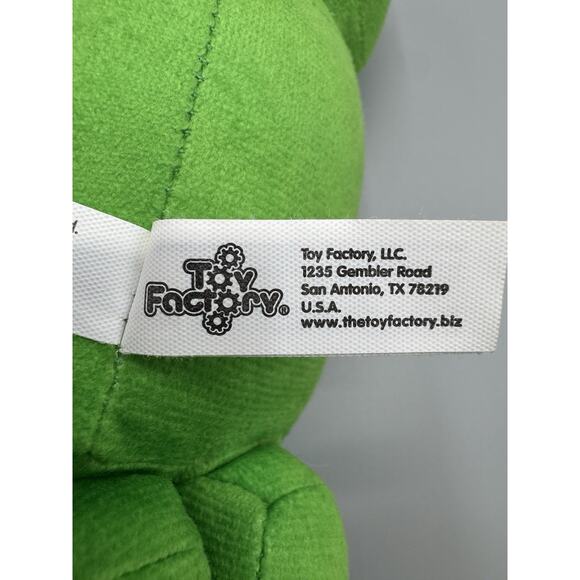 d.
Toy
Factory®
Toy Factory, LLC.
1235 Gembler Road
San Antonio, TX 78219
U.S.A.
www.thetoyfactory.biz